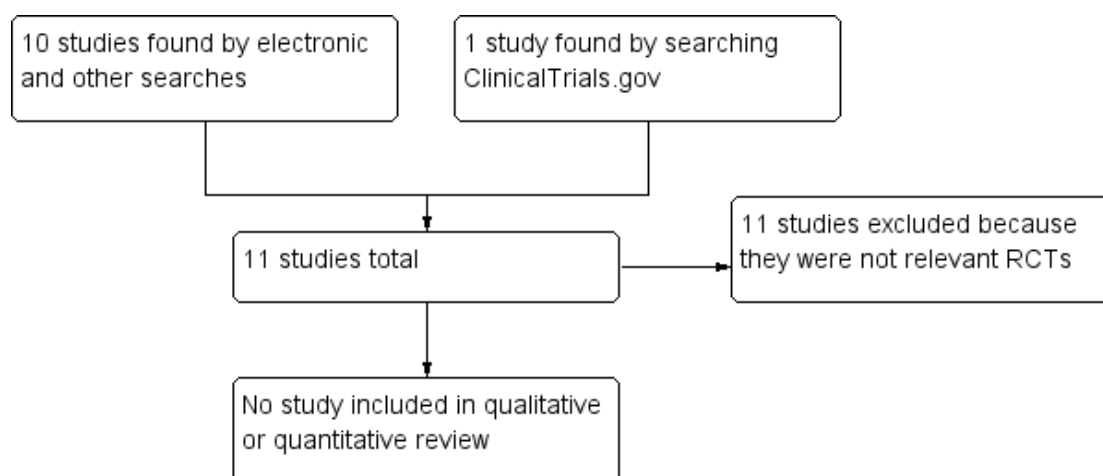 10 studies found by electronic
and other searches
1 study found by searching
ClinicalTrials.gov
11 studies total
11 studies excluded because
they were not relevant RCTs
No study included in qualitative
or quantitative review